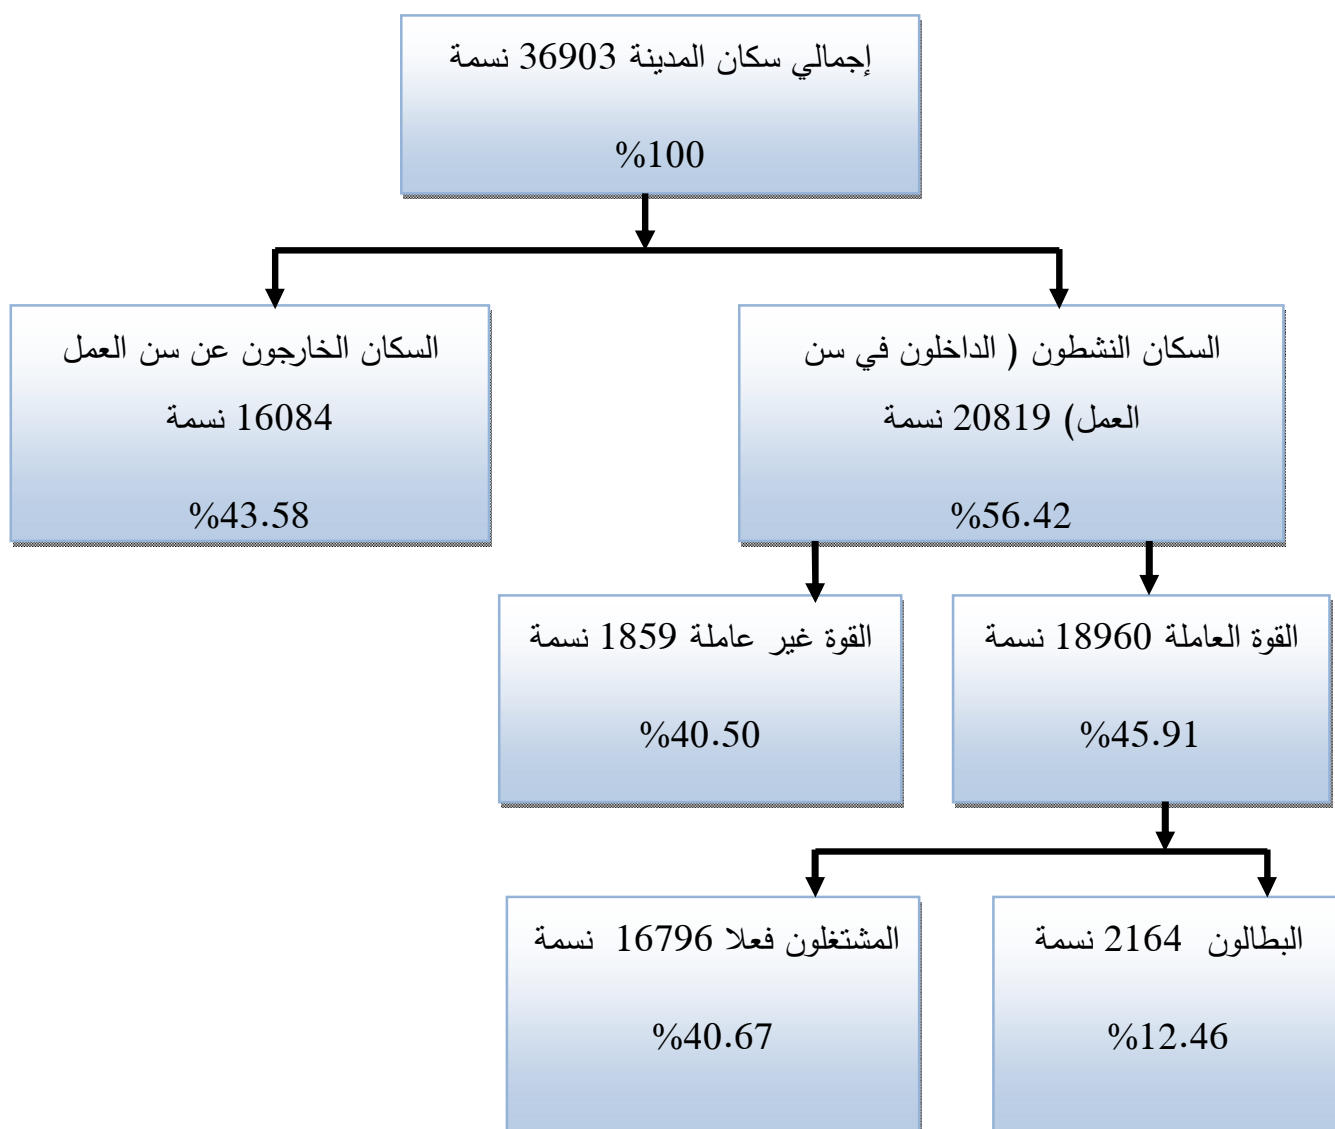 إجمالي سكان المدينة 36903 نسمة
%100
السكان النشطون ( الداخلون في سن
العمل) 20819 نسمة
%56.42
السكان الخارجون عن سن العمل
16084 نسمة
%43.58
القوة العاملة 18960 نسمة
%45.91
القوة غير عاملة 1859 نسمة
%40.50
البطالون 2164 نسمة
%12.46
المشتغلون فعلا 16796 نسمة
%40.67